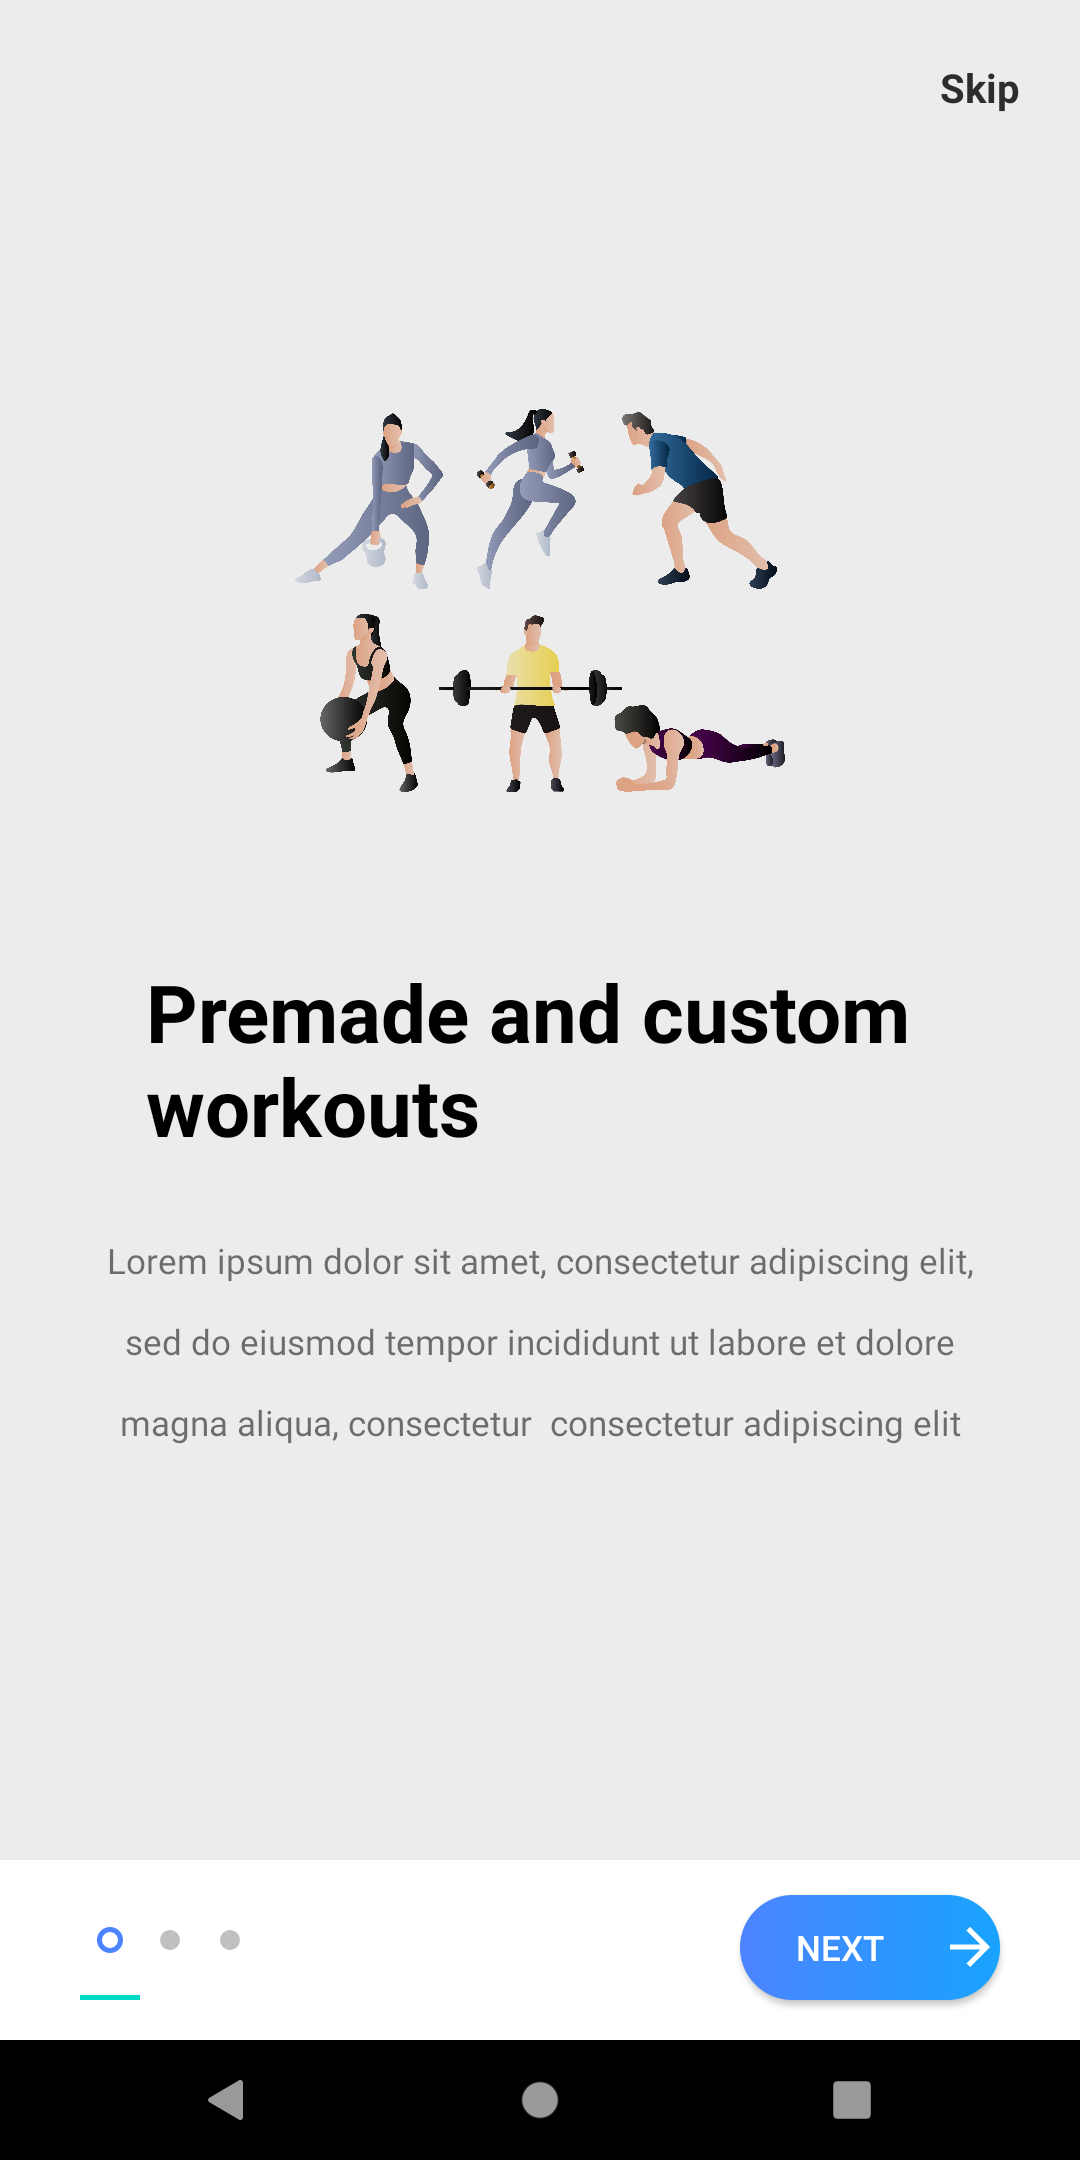 Skip
Premade and custom
workouts
Lorem ipsum dolor sit amet, consectetur adipiscing elit,
sed do eiusmod tempor incididunt ut labore et dolore
magna aliqua, consectetur  consectetur adipiscing elit
NEXT